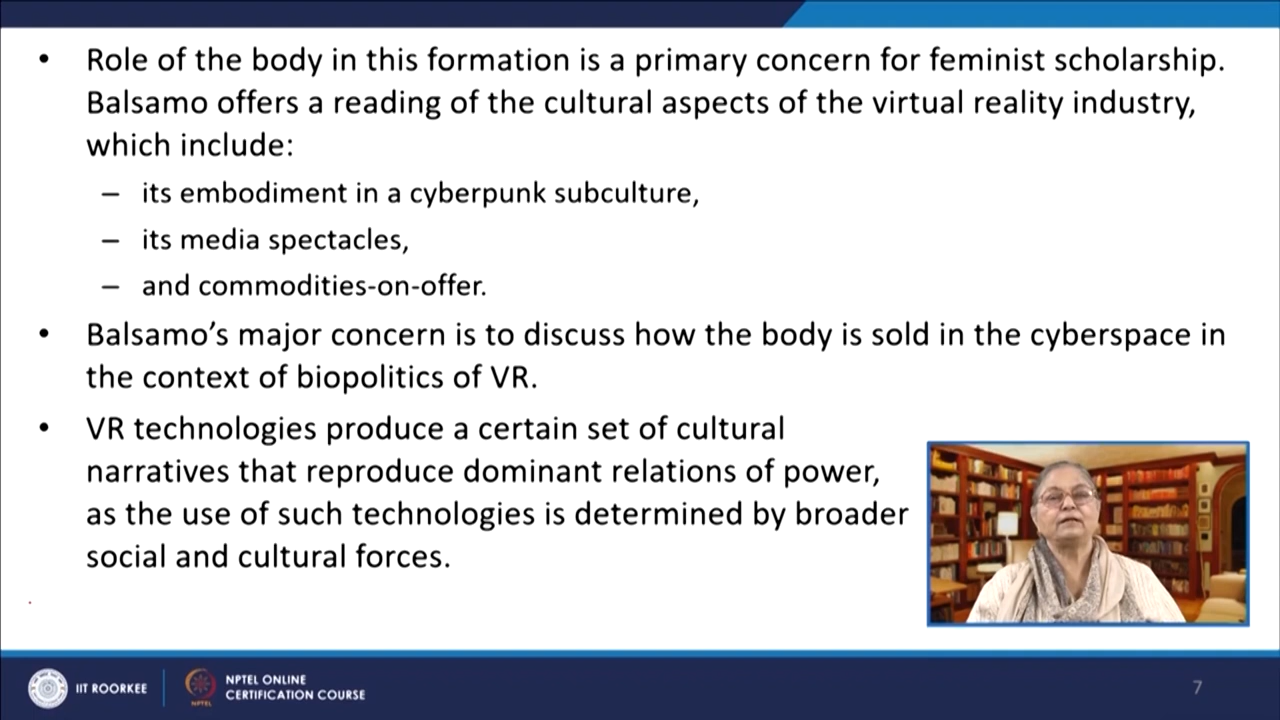 • Role of the body in this formation is a primary concern for feminist scholarship.
Balsamo offers a reading of the cultural aspects of the virtual reality industry,
which include:
– its embodiment in a cyberpunk subculture,
– its media spectacles,
– and commodities-on-offer.
• Balsamo’s major concern is to discuss how the body is sold in the cyberspace in
the context of biopolitics of VR.
• VR technologies produce a certain set of cultural
narratives that reproduce dominant relations of power,
as the use of such technologies is determined by broader
social and cultural forces.
IIT ROORKEE
NPTEL
NPTEL ONLINE
CERTIFICATION COURSE
7